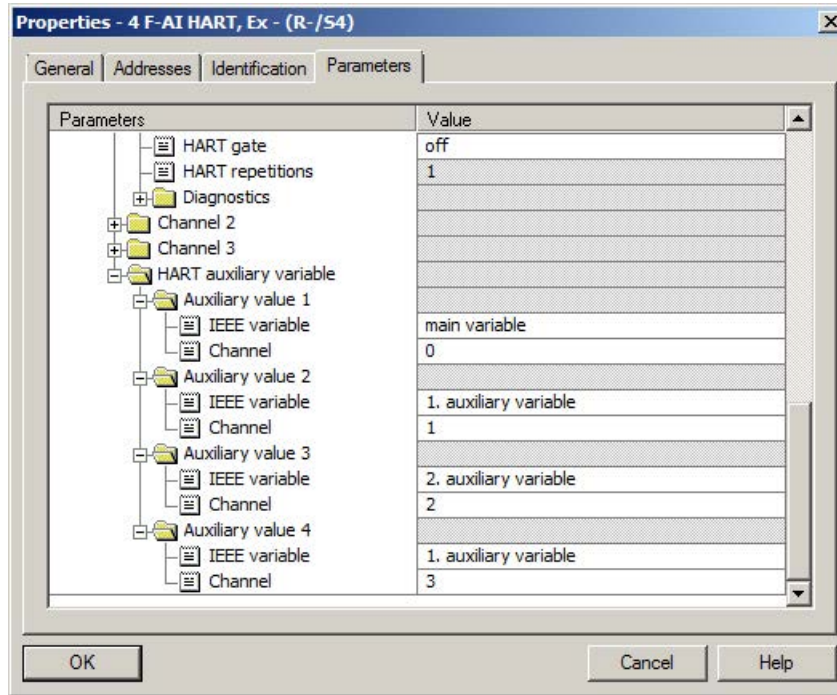 Properties - 4 F-AI HART, Ex - (R-/S4)
General Addresses Identification Parameters
Parameters Value
HART gate off
HART repetitions 1
Diagnostics
Channel 2
Channel 3
HART auxiliary variable
Auxiliary value 1
IEEE variable main variable
Channel 0
Auxiliary value 2
IEEE variable 1. auxiliary variable
Channel 1
Auxiliary value 3
IEEE variable 2. auxiliary variable
Channel 2
Auxiliary value 4
IEEE variable 1. auxiliary variable
Channel 3
OK Cancel Help